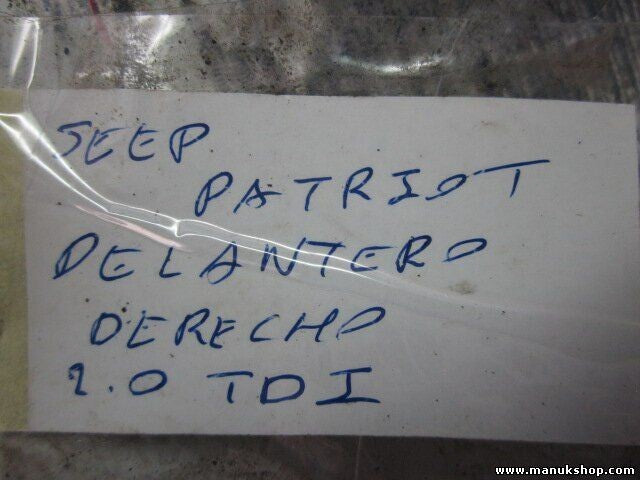 SEEP
PATRIOT
DELANTERO
DERECHO
2.0 TDI
www.manukshop.com